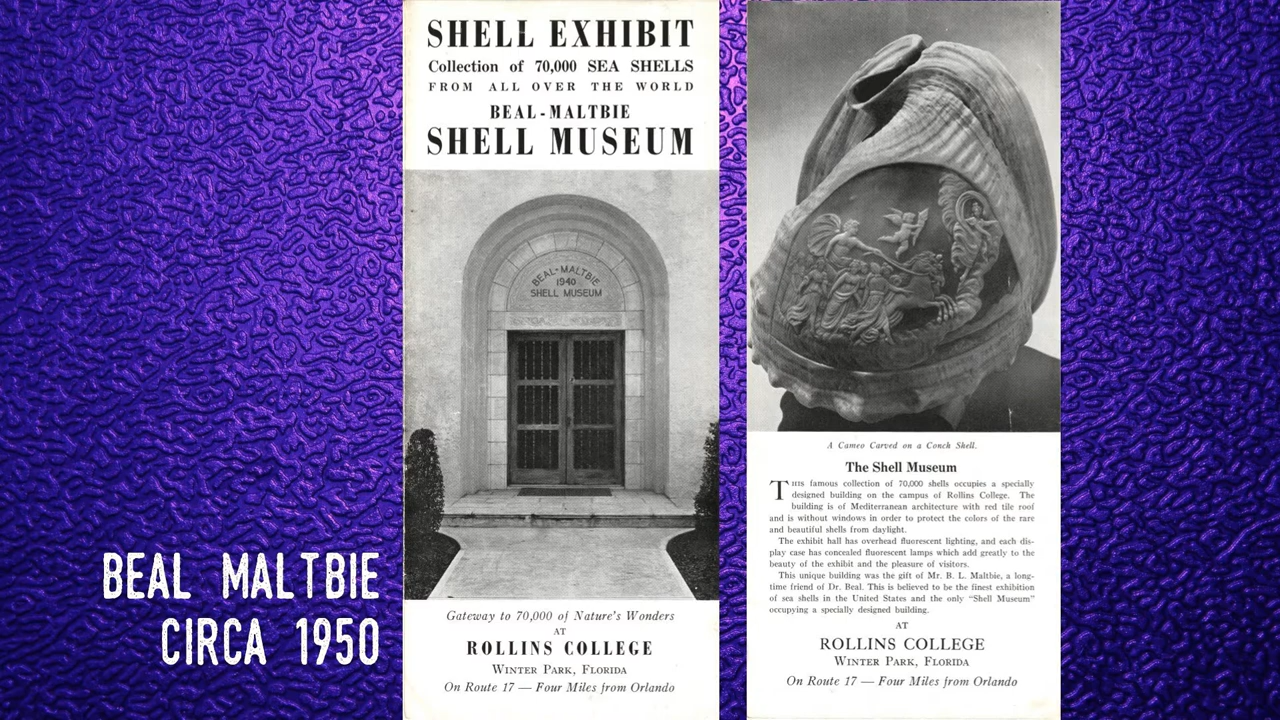 SHELL EXHIBIT
Collection of 70,000 SEA SHELLS
FROM ALL OVER THE WORLD
BEAL-MALTBIE
SHELL MUSEUM
BEAL-MALTBIE
1940
SHELL MUSEUM
Gateway to 70,000 of Nature's Wonders
AT
ROLLINS COLLEGE
WINTER PARK, FLORIDA
On Route 17 — Four Miles from Orlando
A Cameo Carved on a Conch Shell.
The Shell Museum
THIS famous collection of 70,000 shells occupies a specially
designed building on the campus of Rollins College. The
building is of Mediterranean architecture with red tile roof
and is without windows in order to protect the colors of the rare
and beautiful shells from daylight.
The exhibit hall has overhead fluorescent lighting, and each dis-
play case has concealed fluorescent lamps which add greatly to the
beauty of the exhibit and the pleasure of visitors.
This unique building was the gift of Mr. B. L. Maltbie, a long-
time friend of Dr. Beal. This is believed to be the finest exhibition
of sea shells in the United States and the only "Shell Museum"
occupying a specially designed building.
AT
ROLLINS COLLEGE
WINTER PARK, FLORIDA
On Route 17 — Four Miles from Orlando
BEAL MALTBIE
CIRCA 1950